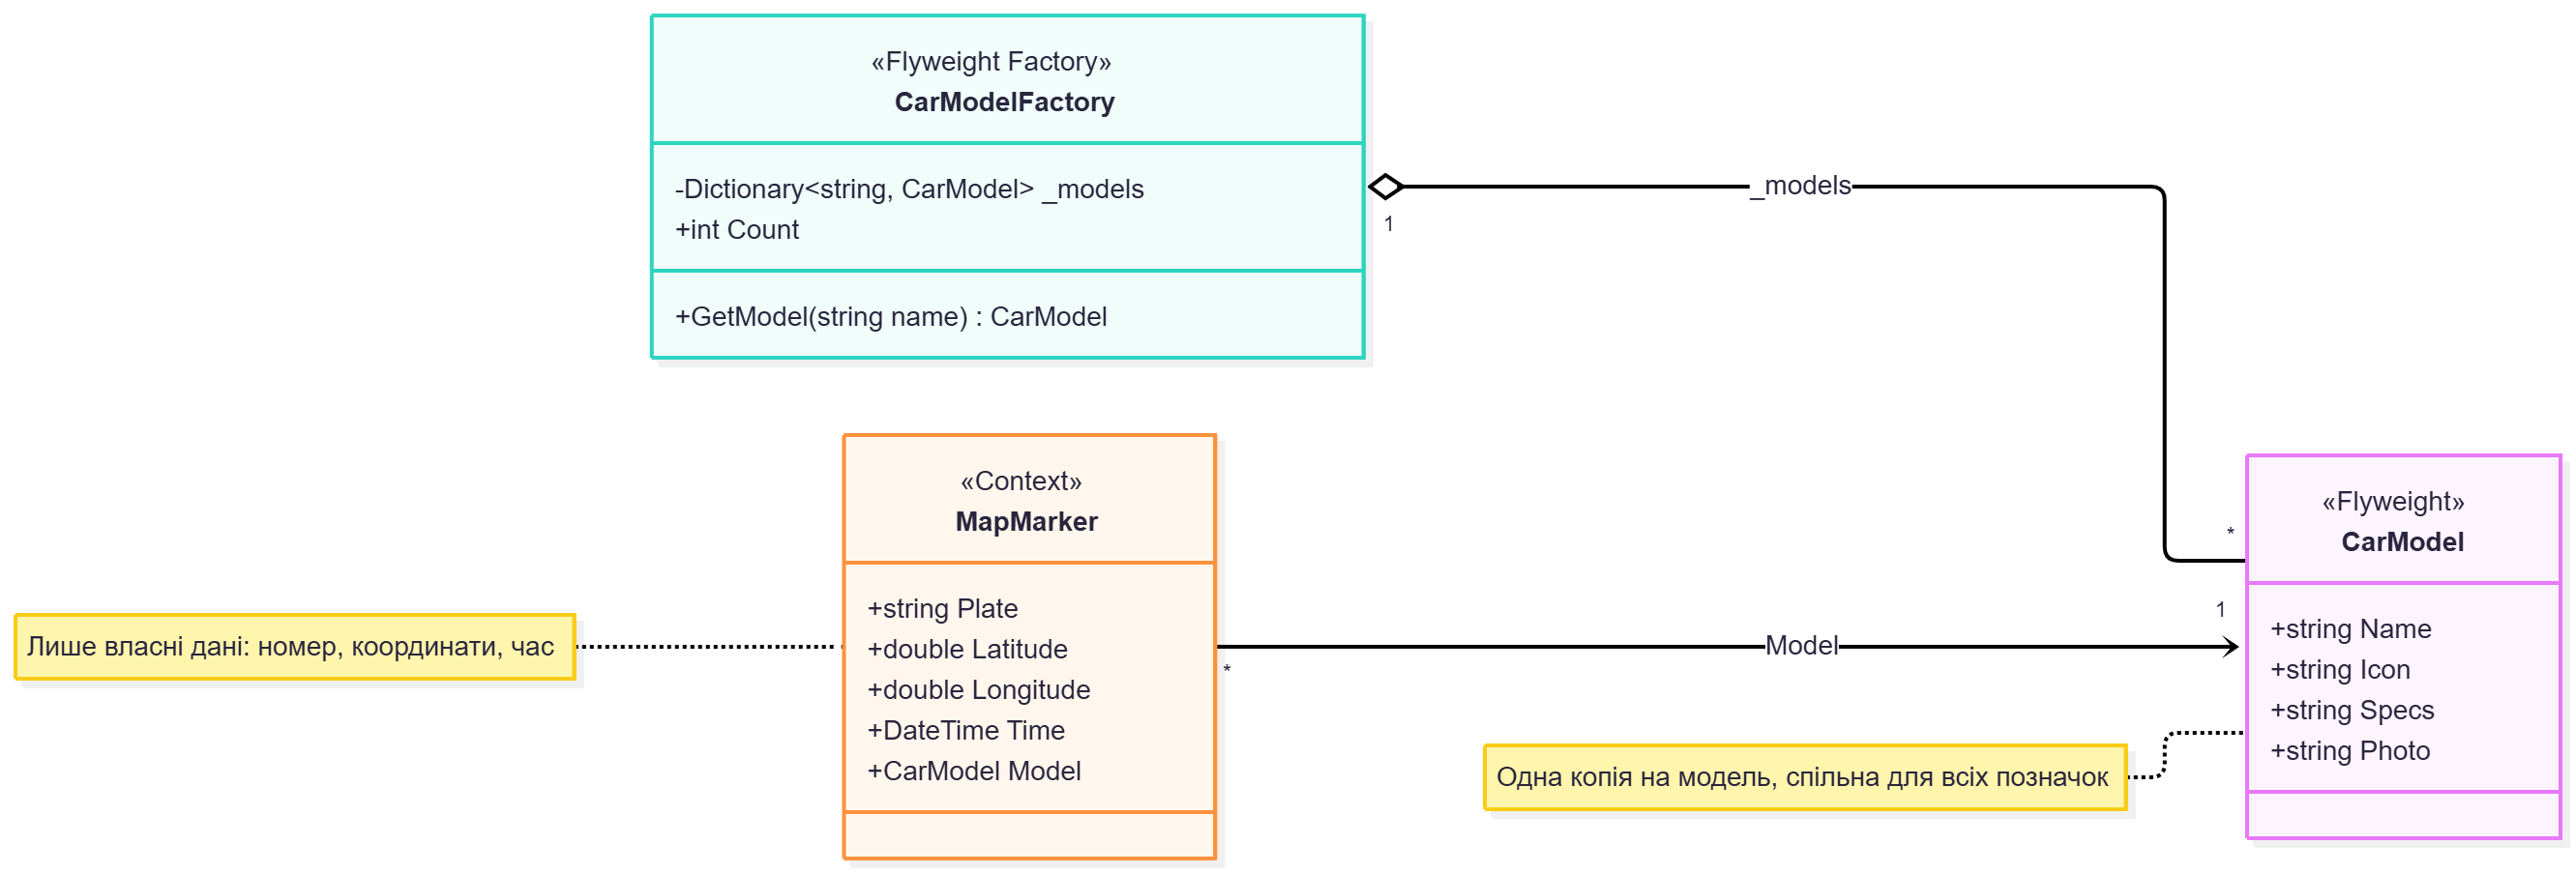 «Flyweight Factory»
CarModelFactory
-Dictionary<string, CarModel> _models
+int Count
+GetModel(string name) : CarModel
_models
1
*
«Context»
MapMarker
+string Plate
+double Latitude
+double Longitude
+DateTime Time
+CarModel Model
Лише власні дані: номер, координати, час
Model
*
1
«Flyweight»
CarModel
+string Name
+string Icon
+string Specs
+string Photo
Одна копія на модель, спільна для всіх позначок